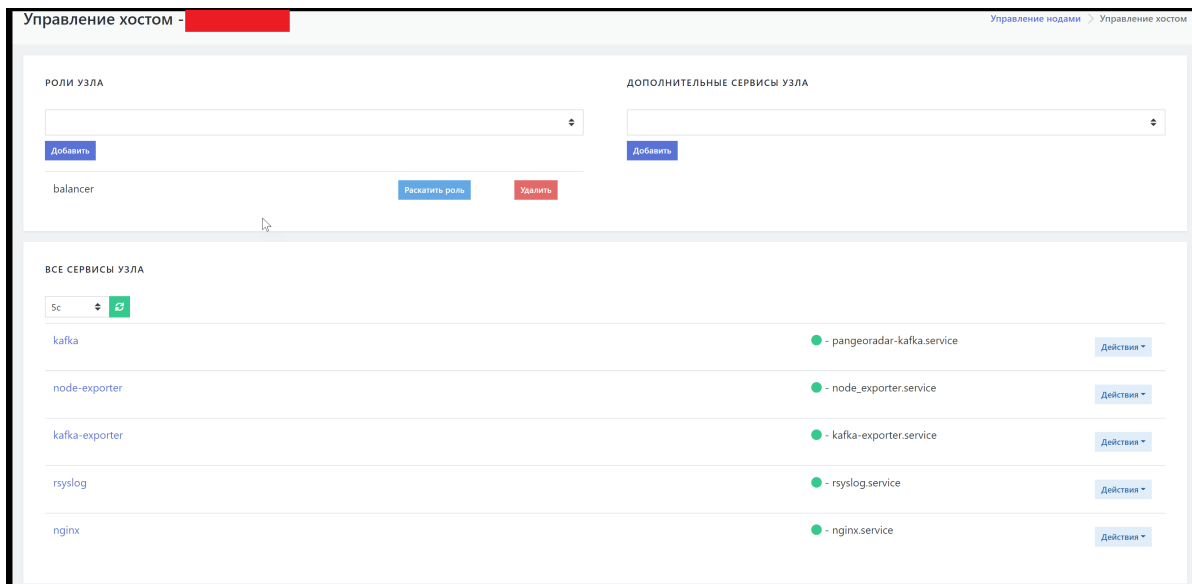 Управление хостом -
Управление нодами > Управление хостом
РОЛИ УЗЛА
Добавить
balancer
Раскатить роль
Удалить
ДОПОЛНИТЕЛЬНЫЕ СЕРВИСЫ УЗЛА
Добавить
ВСЕ СЕРВИСЫ УЗЛА
5с
kafka - pangeoradar-kafka.service Действия
node-exporter - node_exporter.service Действия
kafka-exporter - kafka-exporter.service Действия
rsyslog - rsyslog.service Действия
nginx - nginx.service Действия